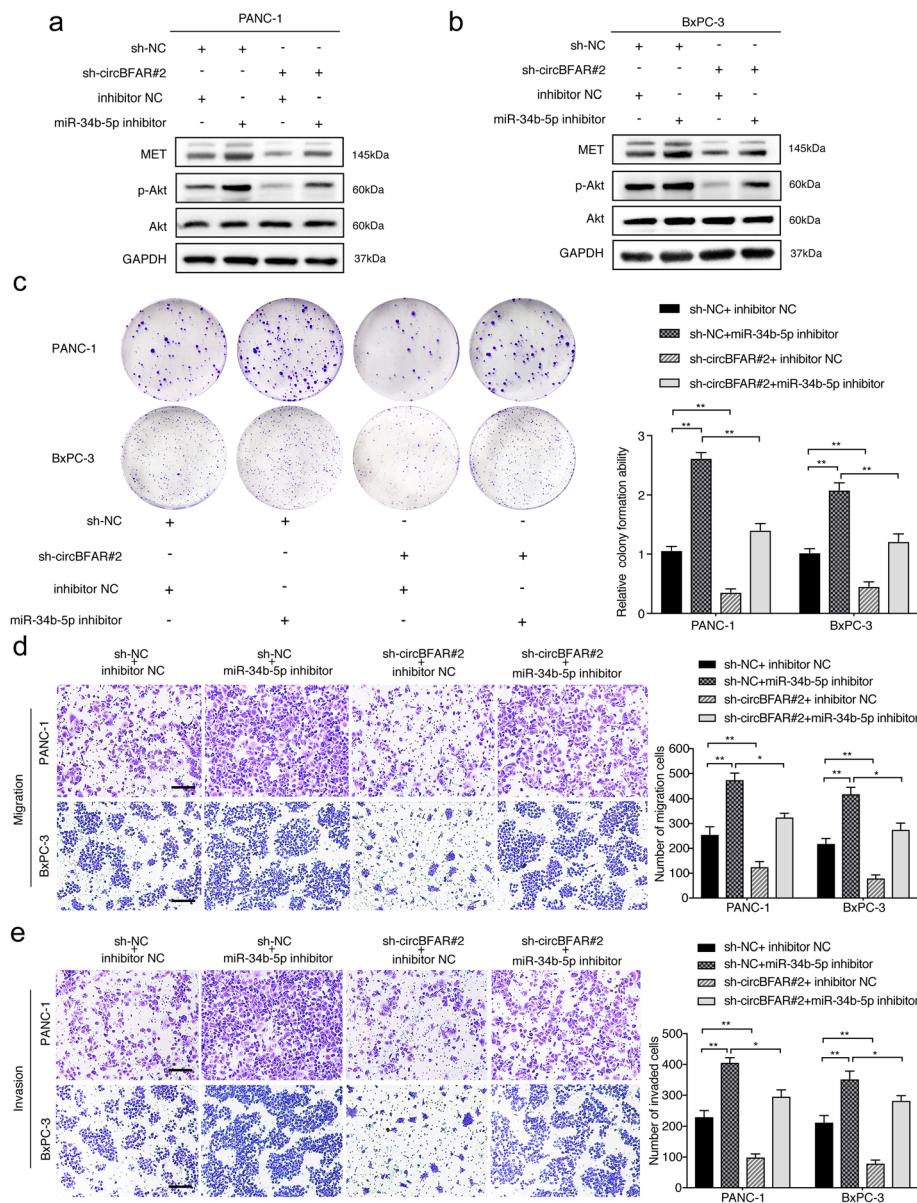 a
PANC-1
sh-NC + + - -
sh-circBFAR#2 - - + +
inhibitor NC + - + -
miR-34b-5p inhibitor - + - +
MET 145kDa
p-Akt 60kDa
Akt 60kDa
GAPDH 37kDa
b
BxPC-3
sh-NC + + - -
sh-circBFAR#2 - - + +
inhibitor NC + - + -
miR-34b-5p inhibitor - + - +
MET 145kDa
p-Akt 60kDa
Akt 60kDa
GAPDH 37kDa
c
PANC-1
BxPC-3
sh-NC + + - -
sh-circBFAR#2 - - + +
inhibitor NC + - + -
miR-34b-5p inhibitor - + - +
sh-NC+ inhibitor NC
sh-NC+miR-34b-5p inhibitor
sh-circBFAR#2+ inhibitor NC
sh-circBFAR#2+miR-34b-5p inhibitor
Relative colony formation ability
3
2
1
0
**
**
**
**
**
**
PANC-1 BxPC-3
d
sh-NC + inhibitor NC
sh-NC + miR-34b-5p inhibitor
sh-circBFAR#2 + inhibitor NC
sh-circBFAR#2 + miR-34b-5p inhibitor
Migration
PANC-1
BxPC-3
sh-NC+ inhibitor NC
sh-NC+miR-34b-5p inhibitor
sh-circBFAR#2+ inhibitor NC
sh-circBFAR#2+miR-34b-5p inhibitor
Number of migration cells
600
500
400
300
200
100
0
**
**
*
**
**
*
PANC-1 BxPC-3
e
sh-NC + inhibitor NC
sh-NC + miR-34b-5p inhibitor
sh-circBFAR#2 + inhibitor NC
sh-circBFAR#2 + miR-34b-5p inhibitor
Invasion
PANC-1
BxPC-3
sh-NC+ inhibitor NC
sh-NC+miR-34b-5p inhibitor
sh-circBFAR#2+ inhibitor NC
sh-circBFAR#2+miR-34b-5p inhibitor
Number of invaded cells
500
400
300
200
100
0
**
**
*
**
**
*
PANC-1 BxPC-3